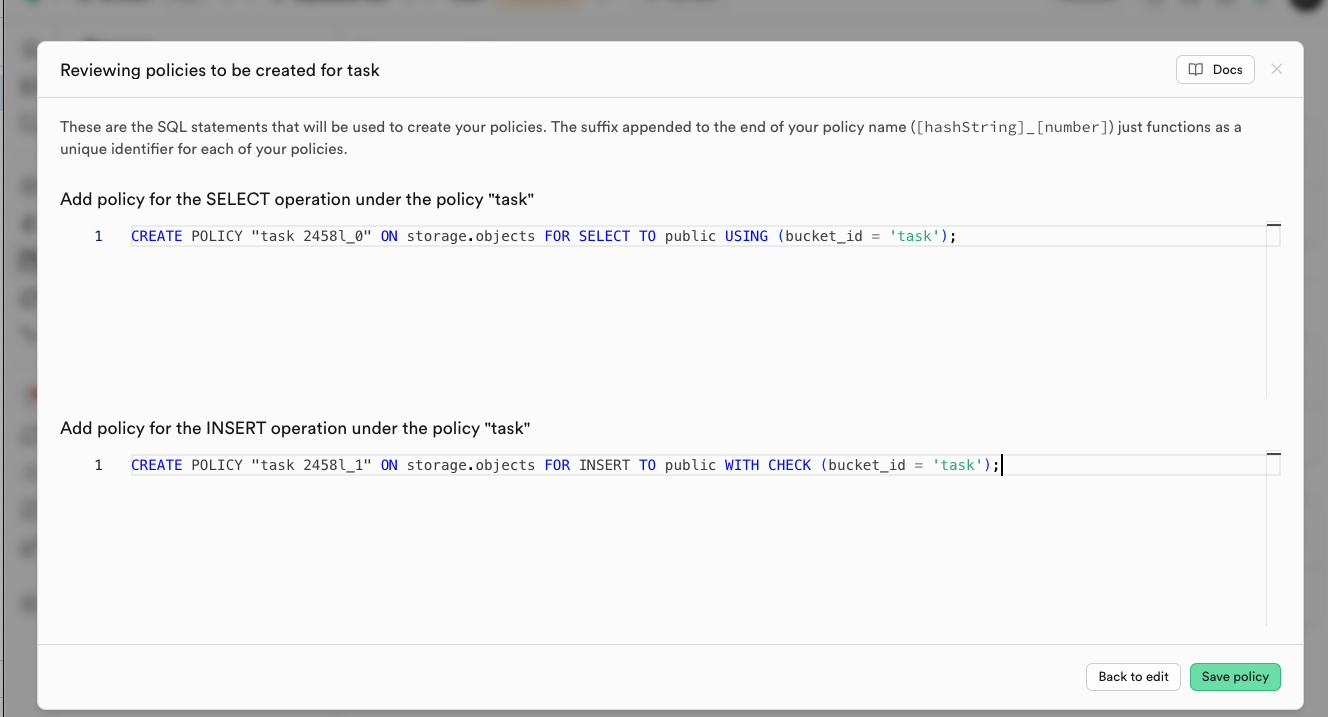 Reviewing policies to be created for task
Docs
These are the SQL statements that will be used to create your policies. The suffix appended to the end of your policy name ([hashString]_[number]) just functions as a
unique identifier for each of your policies.
Add policy for the SELECT operation under the policy "task"
1 CREATE POLICY "task 2458l_0" ON storage.objects FOR SELECT TO public USING (bucket_id = 'task');
Add policy for the INSERT operation under the policy "task"
1 CREATE POLICY "task 2458l_1" ON storage.objects FOR INSERT TO public WITH CHECK (bucket_id = 'task');
Back to edit
Save policy